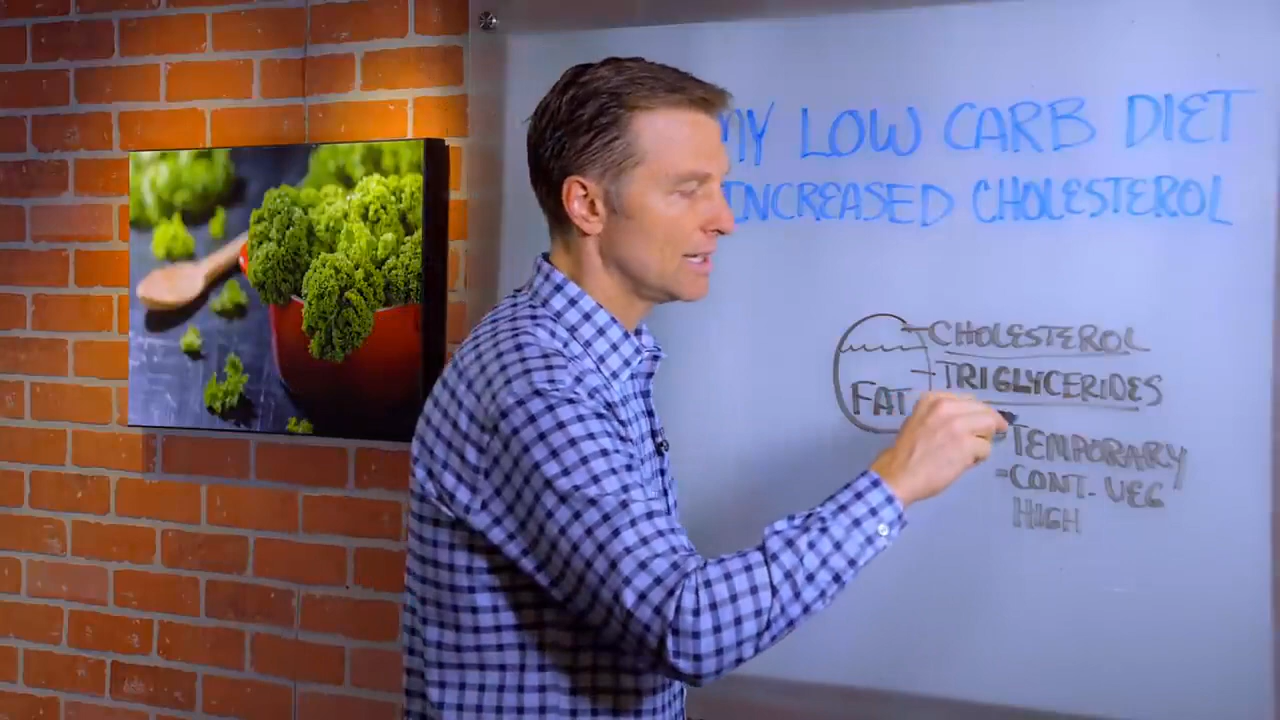 MY LOW CARB DIET
INCREASED CHOLESTEROL
CHOLESTEROL
TRIGLYCERIDES
FAT
- TEMPORARY
- CONT. VEG
HIGH